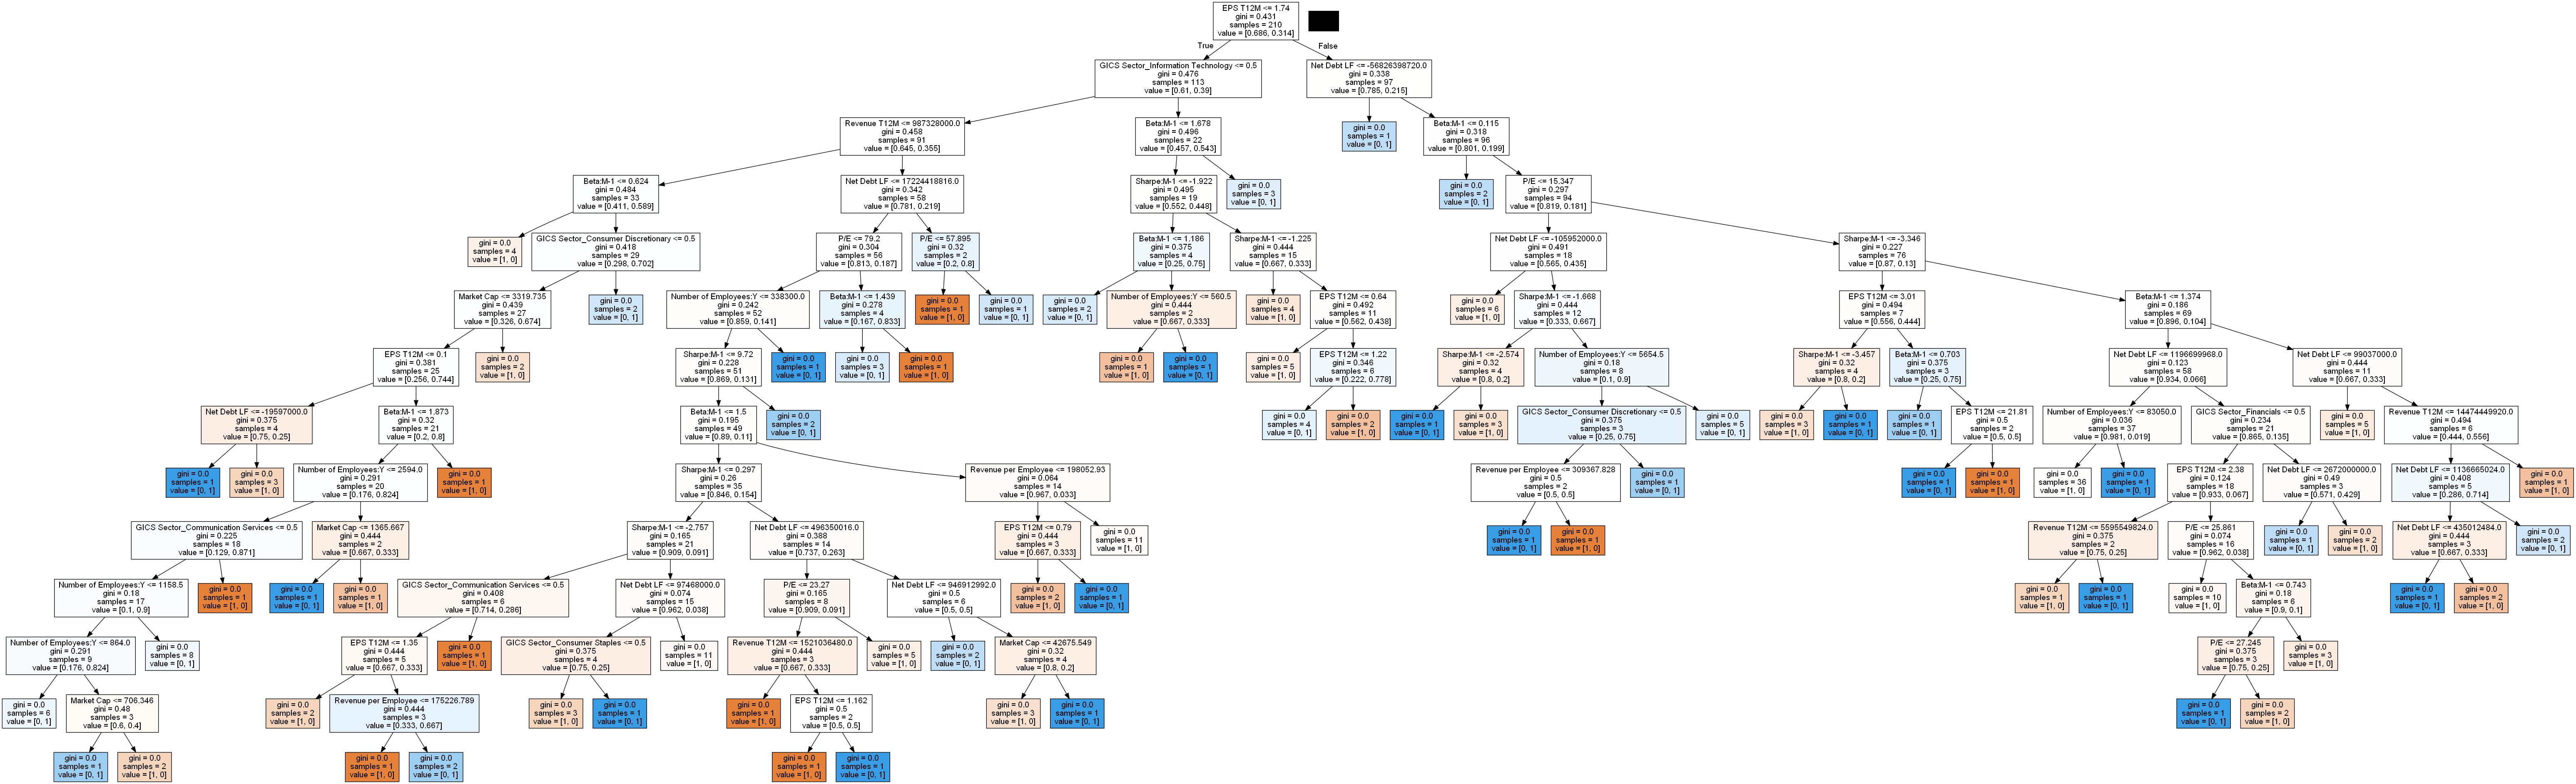 EPS T12M <= 1.74
gini = 0.431
samples = 210
value = [0.686, 0.314]
True
False
GICS Sector_Information Technology <= 0.5
gini = 0.476
samples = 113
value = [0.61, 0.39]
Net Debt LF <= -56826398720.0
gini = 0.338
samples = 97
value = [0.785, 0.215]
Revenue T12M <= 987328000.0
gini = 0.458
samples = 91
value = [0.645, 0.355]
Beta:M-1 <= 1.678
gini = 0.496
samples = 22
value = [0.457, 0.543]
gini = 0.0
samples = 1
value = [0, 1]
Beta:M-1 <= 0.115
gini = 0.318
samples = 96
value = [0.801, 0.199]
Beta:M-1 <= 0.624
gini = 0.484
samples = 33
value = [0.411, 0.589]
Net Debt LF <= 17224418816.0
gini = 0.342
samples = 58
value = [0.781, 0.219]
Sharpe:M-1 <= -1.922
gini = 0.495
samples = 19
value = [0.552, 0.448]
gini = 0.0
samples = 3
value = [0, 1]
gini = 0.0
samples = 2
value = [0, 1]
P/E <= 15.347
gini = 0.297
samples = 94
value = [0.819, 0.181]
gini = 0.0
samples = 4
value = [1, 0]
GICS Sector_Consumer Discretionary <= 0.5
gini = 0.418
samples = 29
value = [0.298, 0.702]
P/E <= 79.2
gini = 0.304
samples = 56
value = [0.813, 0.187]
P/E <= 57.895
gini = 0.32
samples = 2
value = [0.2, 0.8]
Beta:M-1 <= 1.186
gini = 0.375
samples = 4
value = [0.25, 0.75]
Sharpe:M-1 <= -1.225
gini = 0.444
samples = 15
value = [0.667, 0.333]
Net Debt LF <= -105952000.0
gini = 0.491
samples = 18
value = [0.565, 0.435]
Sharpe:M-1 <= -3.346
gini = 0.227
samples = 76
value = [0.87, 0.13]
Market Cap <= 3319.735
gini = 0.439
samples = 27
value = [0.326, 0.674]
gini = 0.0
samples = 2
value = [0, 1]
Number of Employees:Y <= 338300.0
gini = 0.242
samples = 52
value = [0.859, 0.141]
Beta:M-1 <= 1.439
gini = 0.278
samples = 4
value = [0.167, 0.833]
gini = 0.0
samples = 1
value = [1, 0]
gini = 0.0
samples = 1
value = [0, 1]
gini = 0.0
samples = 2
value = [0, 1]
Number of Employees:Y <= 560.5
gini = 0.444
samples = 2
value = [0.667, 0.333]
gini = 0.0
samples = 4
value = [1, 0]
EPS T12M <= 0.64
gini = 0.492
samples = 11
value = [0.562, 0.438]
gini = 0.0
samples = 6
value = [1, 0]
Sharpe:M-1 <= -1.668
gini = 0.444
samples = 12
value = [0.333, 0.667]
EPS T12M <= 3.01
gini = 0.494
samples = 7
value = [0.556, 0.444]
Beta:M-1 <= 1.374
gini = 0.186
samples = 69
value = [0.896, 0.104]
EPS T12M <= 0.1
gini = 0.381
samples = 25
value = [0.256, 0.744]
gini = 0.0
samples = 2
value = [1, 0]
Sharpe:M-1 <= 9.72
gini = 0.228
samples = 51
value = [0.869, 0.131]
gini = 0.0
samples = 1
value = [0, 1]
gini = 0.0
samples = 3
value = [0, 1]
gini = 0.0
samples = 1
value = [1, 0]
gini = 0.0
samples = 1
value = [1, 0]
gini = 0.0
samples = 1
value = [0, 1]
gini = 0.0
samples = 5
value = [1, 0]
EPS T12M <= 1.22
gini = 0.346
samples = 6
value = [0.222, 0.778]
Sharpe:M-1 <= -2.574
gini = 0.32
samples = 4
value = [0.8, 0.2]
Number of Employees:Y <= 5654.5
gini = 0.18
samples = 8
value = [0.1, 0.9]
Sharpe:M-1 <= -3.457
gini = 0.32
samples = 4
value = [0.8, 0.2]
Beta:M-1 <= 0.703
gini = 0.375
samples = 3
value = [0.25, 0.75]
Net Debt LF <= 1196699968.0
gini = 0.123
samples = 58
value = [0.934, 0.066]
Net Debt LF <= 99037000.0
gini = 0.444
samples = 11
value = [0.667, 0.333]
Net Debt LF <= -19597000.0
gini = 0.375
samples = 4
value = [0.75, 0.25]
Beta:M-1 <= 1.873
gini = 0.32
samples = 21
value = [0.2, 0.8]
Beta:M-1 <= 1.5
gini = 0.195
samples = 49
value = [0.89, 0.11]
gini = 0.0
samples = 2
value = [0, 1]
gini = 0.0
samples = 4
value = [0, 1]
gini = 0.0
samples = 2
value = [1, 0]
gini = 0.0
samples = 1
value = [0, 1]
gini = 0.0
samples = 3
value = [1, 0]
GICS Sector_Consumer Discretionary <= 0.5
gini = 0.375
samples = 3
value = [0.25, 0.75]
gini = 0.0
samples = 5
value = [0, 1]
gini = 0.0
samples = 3
value = [1, 0]
gini = 0.0
samples = 1
value = [0, 1]
gini = 0.0
samples = 1
value = [0, 1]
EPS T12M <= 21.81
gini = 0.5
samples = 2
value = [0.5, 0.5]
Number of Employees:Y <= 83050.0
gini = 0.036
samples = 37
value = [0.981, 0.019]
GICS Sector_Financials <= 0.5
gini = 0.234
samples = 21
value = [0.865, 0.135]
gini = 0.0
samples = 5
value = [1, 0]
Revenue T12M <= 14474449920.0
gini = 0.494
samples = 6
value = [0.444, 0.556]
gini = 0.0
samples = 1
value = [0, 1]
gini = 0.0
samples = 3
value = [1, 0]
Number of Employees:Y <= 2594.0
gini = 0.291
samples = 20
value = [0.176, 0.824]
gini = 0.0
samples = 1
value = [1, 0]
Sharpe:M-1 <= 0.297
gini = 0.26
samples = 35
value = [0.846, 0.154]
Revenue per Employee <= 198052.93
gini = 0.064
samples = 14
value = [0.967, 0.033]
Revenue per Employee <= 309367.828
gini = 0.5
samples = 2
value = [0.5, 0.5]
gini = 0.0
samples = 1
value = [0, 1]
gini = 0.0
samples = 1
value = [0, 1]
gini = 0.0
samples = 1
value = [1, 0]
gini = 0.0
samples = 36
value = [1, 0]
gini = 0.0
samples = 1
value = [0, 1]
EPS T12M <= 2.38
gini = 0.124
samples = 18
value = [0.933, 0.067]
Net Debt LF <= 2672000000.0
gini = 0.49
samples = 3
value = [0.571, 0.429]
Net Debt LF <= 1136665024.0
gini = 0.408
samples = 5
value = [0.286, 0.714]
gini = 0.0
samples = 1
value = [1, 0]
GICS Sector_Communication Services <= 0.5
gini = 0.225
samples = 18
value = [0.129, 0.871]
Market Cap <= 1365.667
gini = 0.444
samples = 2
value = [0.667, 0.333]
Sharpe:M-1 <= -2.757
gini = 0.165
samples = 21
value = [0.909, 0.091]
Net Debt LF <= 496350016.0
gini = 0.388
samples = 14
value = [0.737, 0.263]
EPS T12M <= 0.79
gini = 0.444
samples = 3
value = [0.667, 0.333]
gini = 0.0
samples = 11
value = [1, 0]
gini = 0.0
samples = 1
value = [0, 1]
gini = 0.0
samples = 1
value = [1, 0]
Revenue T12M <= 5595549824.0
gini = 0.375
samples = 2
value = [0.75, 0.25]
P/E <= 25.861
gini = 0.074
samples = 16
value = [0.962, 0.038]
gini = 0.0
samples = 1
value = [0, 1]
gini = 0.0
samples = 2
value = [1, 0]
Net Debt LF <= 435012484.0
gini = 0.444
samples = 3
value = [0.667, 0.333]
gini = 0.0
samples = 2
value = [0, 1]
Number of Employees:Y <= 1158.5
gini = 0.18
samples = 17
value = [0.1, 0.9]
gini = 0.0
samples = 1
value = [1, 0]
gini = 0.0
samples = 1
value = [0, 1]
gini = 0.0
samples = 1
value = [1, 0]
GICS Sector_Communication Services <= 0.5
gini = 0.408
samples = 6
value = [0.714, 0.286]
Net Debt LF <= 97468000.0
gini = 0.074
samples = 15
value = [0.962, 0.038]
P/E <= 23.27
gini = 0.165
samples = 8
value = [0.909, 0.091]
Net Debt LF <= 946912992.0
gini = 0.5
samples = 6
value = [0.5, 0.5]
gini = 0.0
samples = 2
value = [1, 0]
gini = 0.0
samples = 1
value = [0, 1]
gini = 0.0
samples = 1
value = [1, 0]
gini = 0.0
samples = 1
value = [0, 1]
gini = 0.0
samples = 10
value = [1, 0]
Beta:M-1 <= 0.743
gini = 0.18
samples = 6
value = [0.9, 0.1]
gini = 0.0
samples = 1
value = [0, 1]
gini = 0.0
samples = 2
value = [1, 0]
Number of Employees:Y <= 864.0
gini = 0.291
samples = 9
value = [0.176, 0.824]
gini = 0.0
samples = 8
value = [0, 1]
EPS T12M <= 1.35
gini = 0.444
samples = 5
value = [0.667, 0.333]
gini = 0.0
samples = 1
value = [1, 0]
GICS Sector_Consumer Staples <= 0.5
gini = 0.375
samples = 4
value = [0.75, 0.25]
gini = 0.0
samples = 11
value = [1, 0]
Revenue T12M <= 1521036480.0
gini = 0.444
samples = 3
value = [0.667, 0.333]
gini = 0.0
samples = 5
value = [1, 0]
gini = 0.0
samples = 2
value = [0, 1]
Market Cap <= 42675.549
gini = 0.32
samples = 4
value = [0.8, 0.2]
P/E <= 27.245
gini = 0.375
samples = 3
value = [0.75, 0.25]
gini = 0.0
samples = 3
value = [1, 0]
gini = 0.0
samples = 6
value = [0, 1]
Market Cap <= 706.346
gini = 0.48
samples = 3
value = [0.6, 0.4]
gini = 0.0
samples = 2
value = [1, 0]
Revenue per Employee <= 175226.789
gini = 0.444
samples = 3
value = [0.333, 0.667]
gini = 0.0
samples = 3
value = [1, 0]
gini = 0.0
samples = 1
value = [0, 1]
gini = 0.0
samples = 1
value = [1, 0]
EPS T12M <= 1.162
gini = 0.5
samples = 2
value = [0.5, 0.5]
gini = 0.0
samples = 3
value = [1, 0]
gini = 0.0
samples = 1
value = [0, 1]
gini = 0.0
samples = 1
value = [0, 1]
gini = 0.0
samples = 2
value = [1, 0]
gini = 0.0
samples = 1
value = [0, 1]
gini = 0.0
samples = 2
value = [1, 0]
gini = 0.0
samples = 1
value = [1, 0]
gini = 0.0
samples = 2
value = [0, 1]
gini = 0.0
samples = 1
value = [1, 0]
gini = 0.0
samples = 1
value = [0, 1]